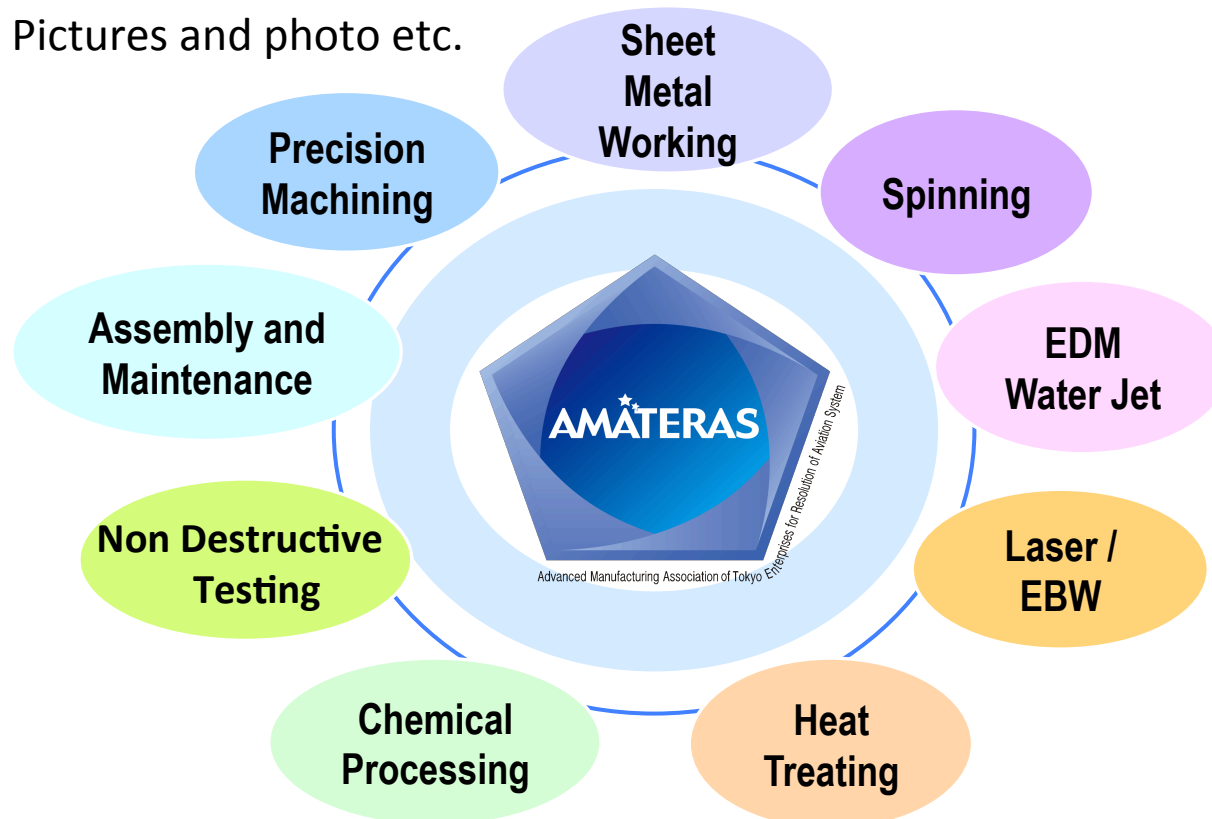 Pictures and photo etc.
Sheet
Metal
Working
Precision
Machining
Spinning
Assembly and
Maintenance
EDM
Water Jet
AMATERAS
Advanced Manufacturing Association of Tokyo Enterprises for Resolution of Aviation System
Non Destructive
Testing
Laser /
EBW
Chemical
Processing
Heat
Treating